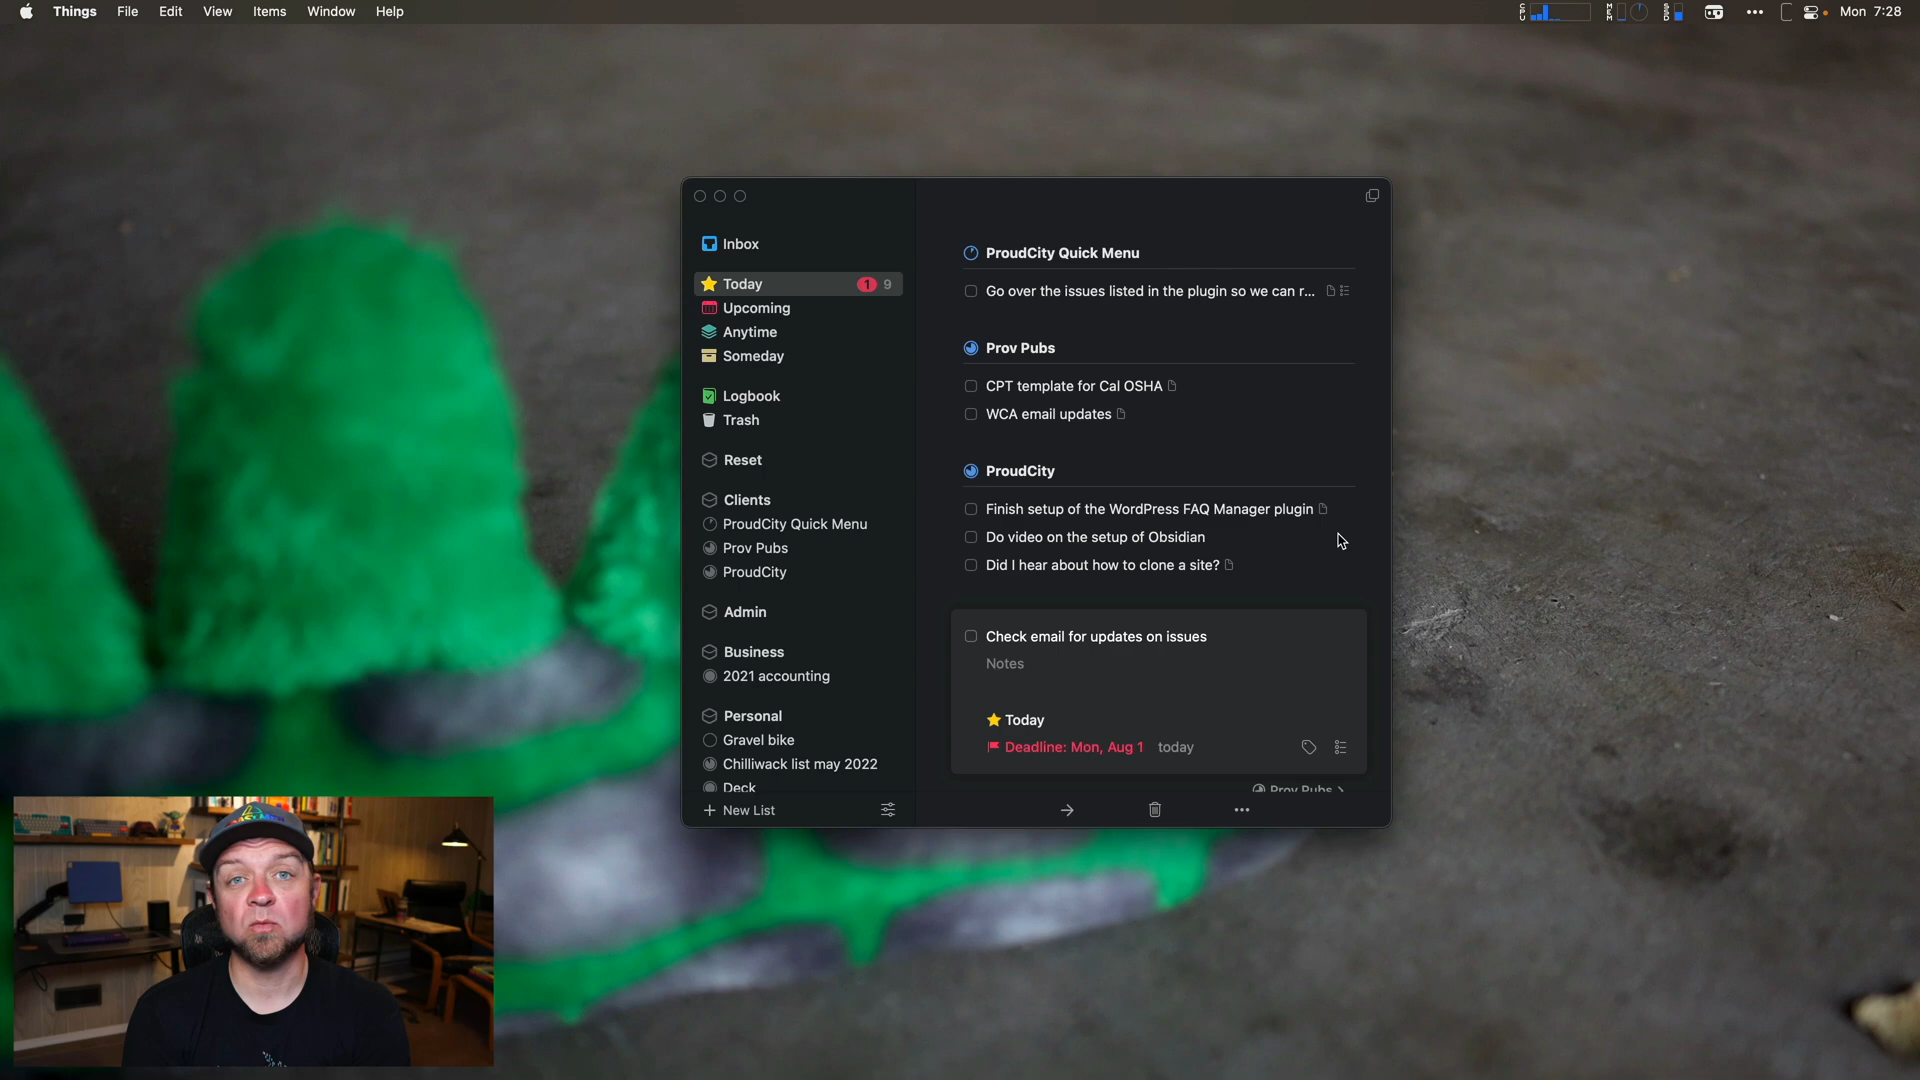 Things File Edit View Items Window Help
CPU MEM SSD Mon 7:28
Inbox
Today 1 9
Upcoming
Anytime
Someday
Logbook
Trash
Reset
Clients
ProudCity Quick Menu
Prov Pubs
ProudCity
Admin
Business
2021 accounting
Personal
Gravel bike
Chilliwack list may 2022
Deck
New List
ProudCity Quick Menu
Go over the issues listed in the plugin so we can r...
Prov Pubs
CPT template for Cal OSHA
WCA email updates
ProudCity
Finish setup of the WordPress FAQ Manager plugin
Do video on the setup of Obsidian
Did I hear about how to clone a site?
Check email for updates on issues
Notes
Today
Deadline: Mon, Aug 1 today
Prov Pubs